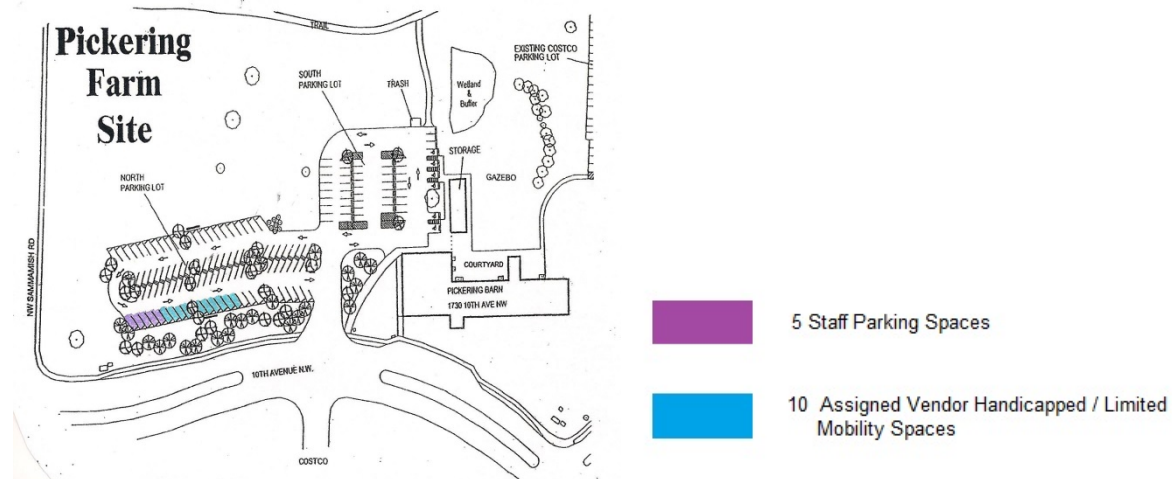 Pickering
Farm
Site
TRAIL
SOUTH
PARKING LOT
TRASH
Wetland
&
Buffer
EXISTING COSTCO
PARKING LOT
STORAGE
GAZEBO
NORTH
PARKING LOT
NW SAMMAMISH RD
COURTYARD
PICKERING BARN
1730 10TH AVE NW
10TH AVENUE N.W.
COSTCO
5 Staff Parking Spaces
10 Assigned Vendor Handicapped / Limited
Mobility Spaces